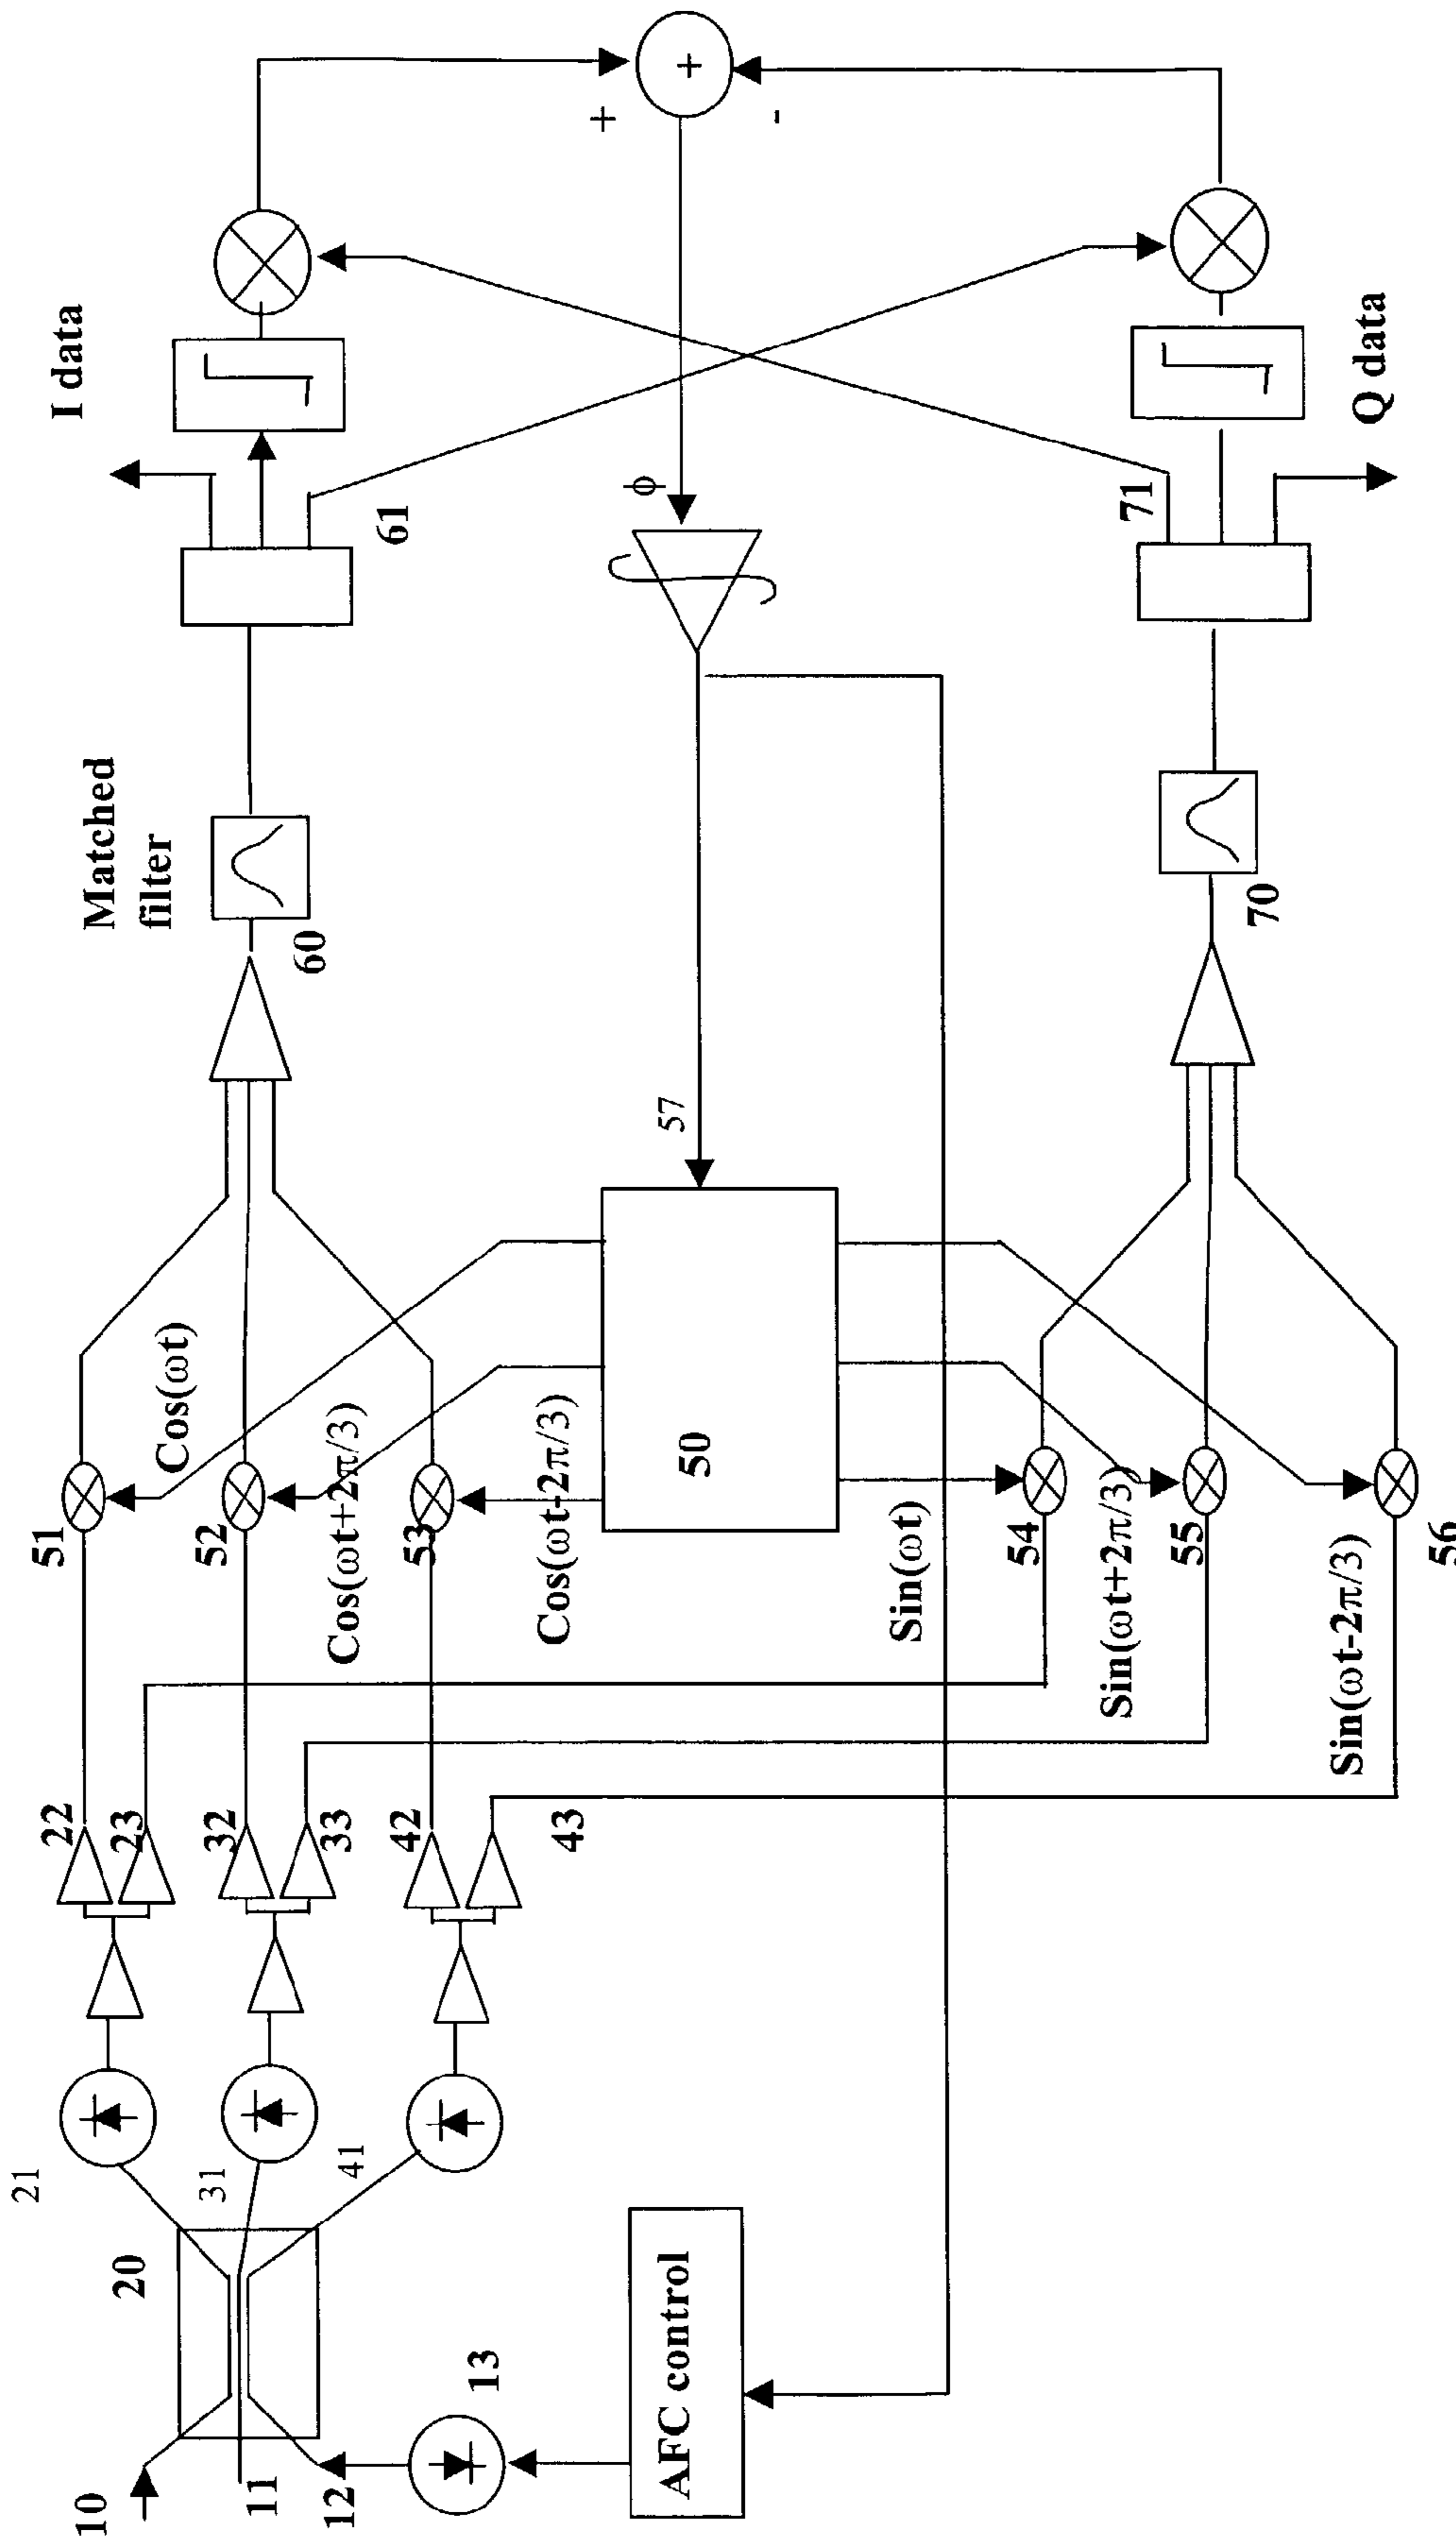 10
11
12
13
20
AFC control
21
31
41
22
23
32
33
42
43
51
52
53
54
55
56
Cos(ωt)
Cos(ωt+2π/3)
Cos(ωt-2π/3)
Sin(ωt)
Sin(ωt+2π/3)
Sin(ωt-2π/3)
50
57
Matched
filter
60
70
61
71
ϕ
I data
Q data
+
-
+